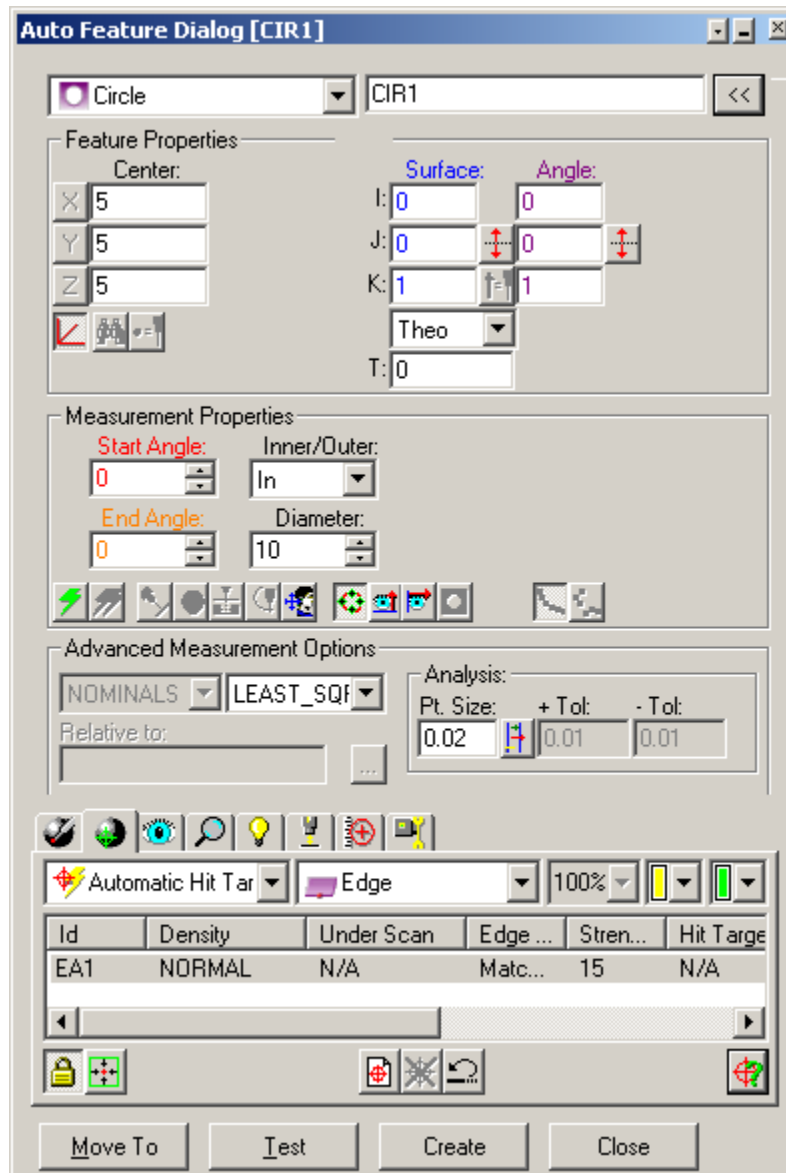 Auto Feature Dialog [CIR1]
Circle CIR1 <<
Feature Properties
Center: Surface: Angle:
X 5 I: 0 0
Y 5 J: 0 0
Z 5 K: 1 1
Theo
T: 0
Measurement Properties
Start Angle: Inner/Outer:
0 In
End Angle: Diameter:
0 10
Advanced Measurement Options
NOMINALS LEAST_SQR
Analysis:
Pt. Size: + Tol: - Tol:
0.02 0.01 0.01
Relative to:
...
Automatic Hit Tar Edge 100%
Id Density Under Scan Edge ... Stren... Hit Targe
EA1 NORMAL N/A Matc... 15 N/A
Move To Test Create Close